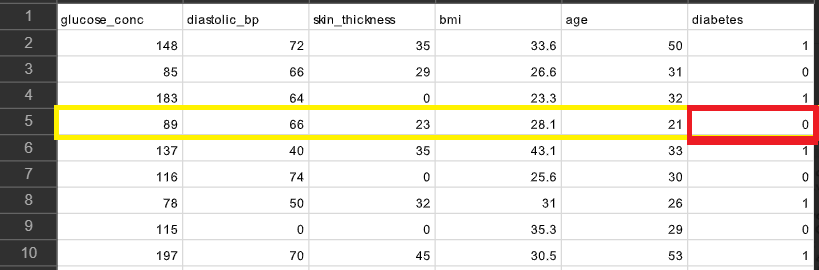 1 glucose_conc diastolic_bp skin_thickness bmi age diabetes
2 148 72 35 33.6 50 1
3 85 66 29 26.6 31 0
4 183 64 0 23.3 32 1
5 89 66 23 28.1 21 0
6 137 40 35 43.1 33 1
7 116 74 0 25.6 30 0
8 78 50 32 31 26 1
9 115 0 0 35.3 29 0
10 197 70 45 30.5 53 1